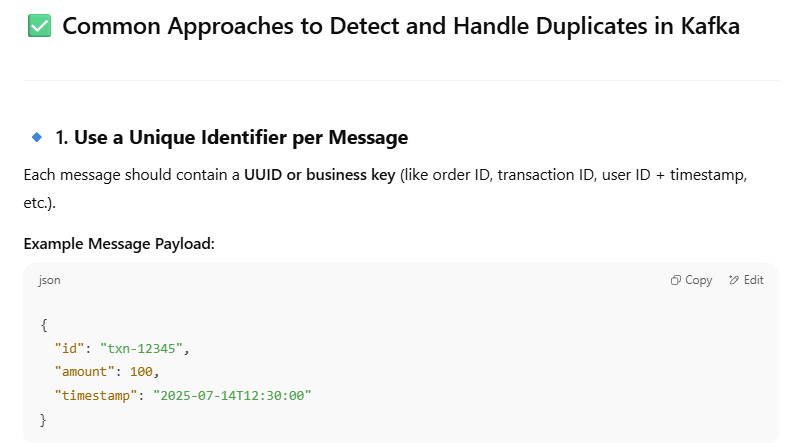 ✅ Common Approaches to Detect and Handle Duplicates in Kafka
🔹 1. Use a Unique Identifier per Message
Each message should contain a UUID or business key (like order ID, transaction ID, user ID + timestamp,
etc.).
Example Message Payload:
json Copy Edit
{
  "id": "txn-12345",
  "amount": 100,
  "timestamp": "2025-07-14T12:30:00"
}